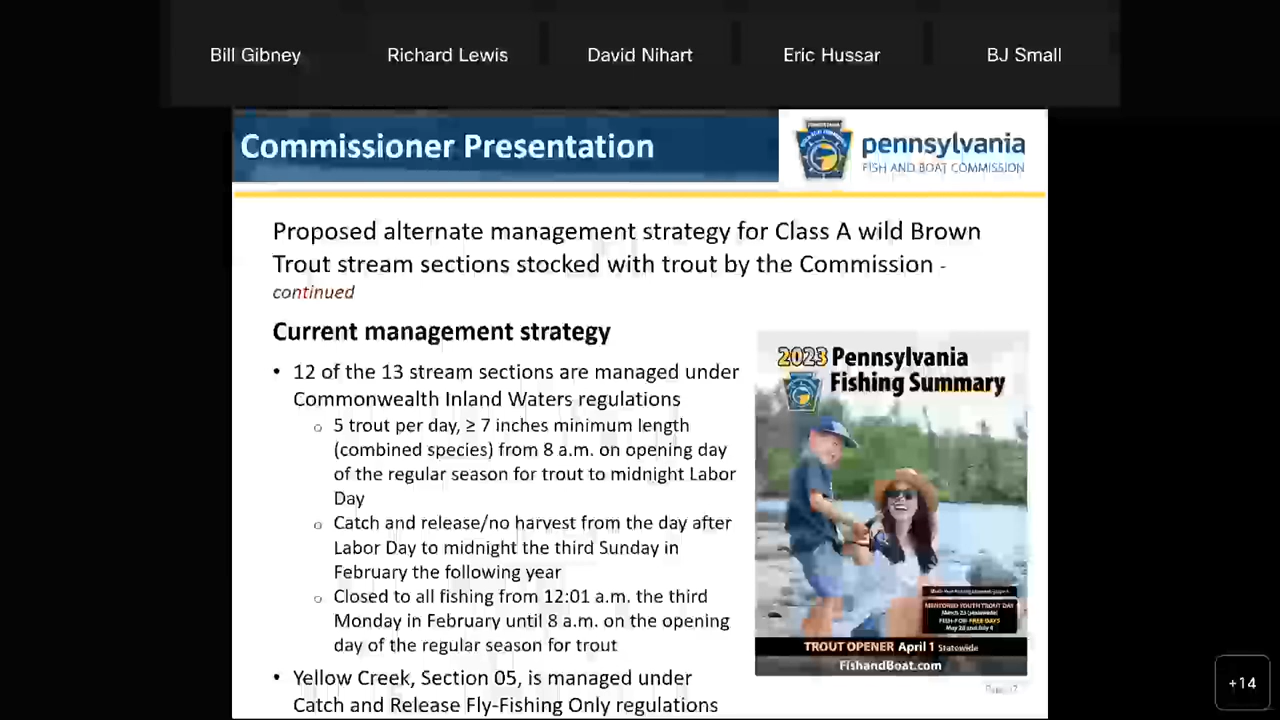 Bill Gibney Richard Lewis David Nihart Eric Hussar BJ Small
Commissioner Presentation
pennsylvania
FISH AND BOAT COMMISSION
Proposed alternate management strategy for Class A wild Brown
Trout stream sections stocked with trout by the Commission -
continued
Current management strategy
• 12 of the 13 stream sections are managed under
Commonwealth Inland Waters regulations
o 5 trout per day, ≥ 7 inches minimum length
(combined species) from 8 a.m. on opening day
of the regular season for trout to midnight Labor
Day
o Catch and release/no harvest from the day after
Labor Day to midnight the third Sunday in
February the following year
o Closed to all fishing from 12:01 a.m. the third
Monday in February until 8 a.m. on the opening
day of the regular season for trout
• Yellow Creek, Section 05, is managed under
Catch and Release Fly-Fishing Only regulations
2023 Pennsylvania
Fishing Summary
MENTORED YOUTH TROUT DAY
FISH-FOR-FREE DAYS
TROUT OPENER April 1 Statewide
FishandBoat.com
+14